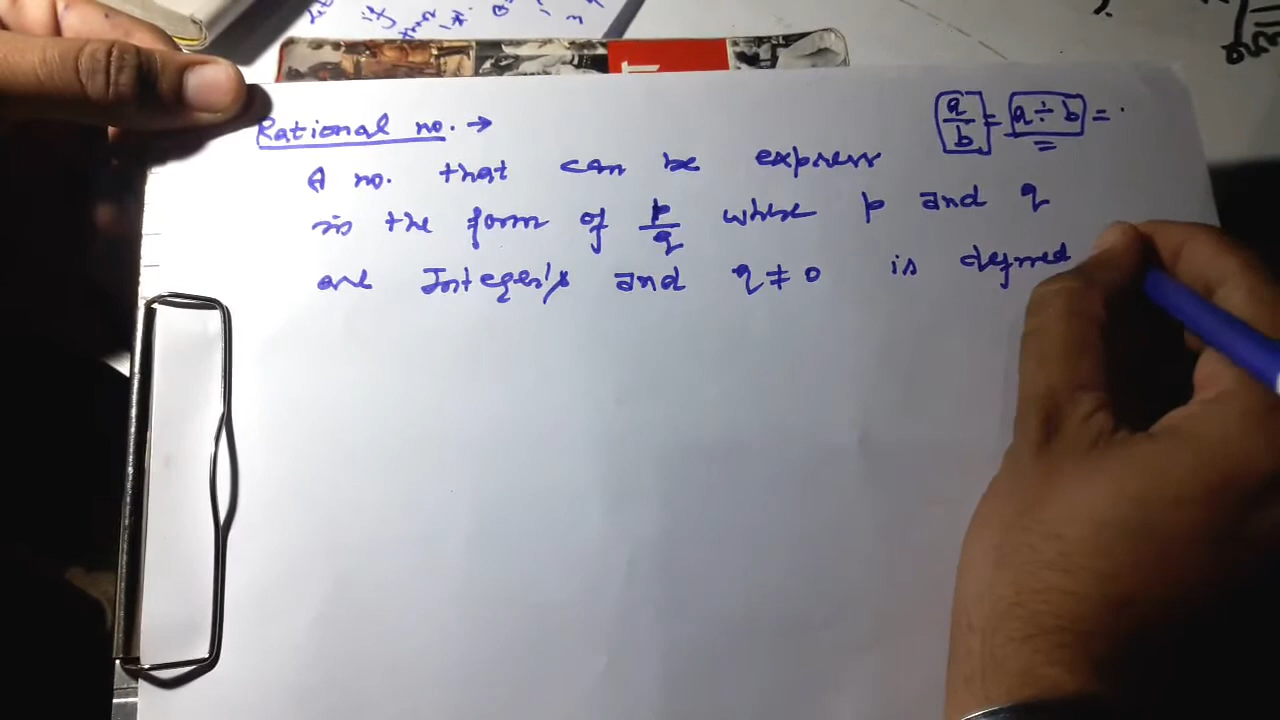 Rational no. →
a/b = a ÷ b = .
A no. that can be express
in the form of p/q where p and q
are Integer's and q ≠ 0 is defined